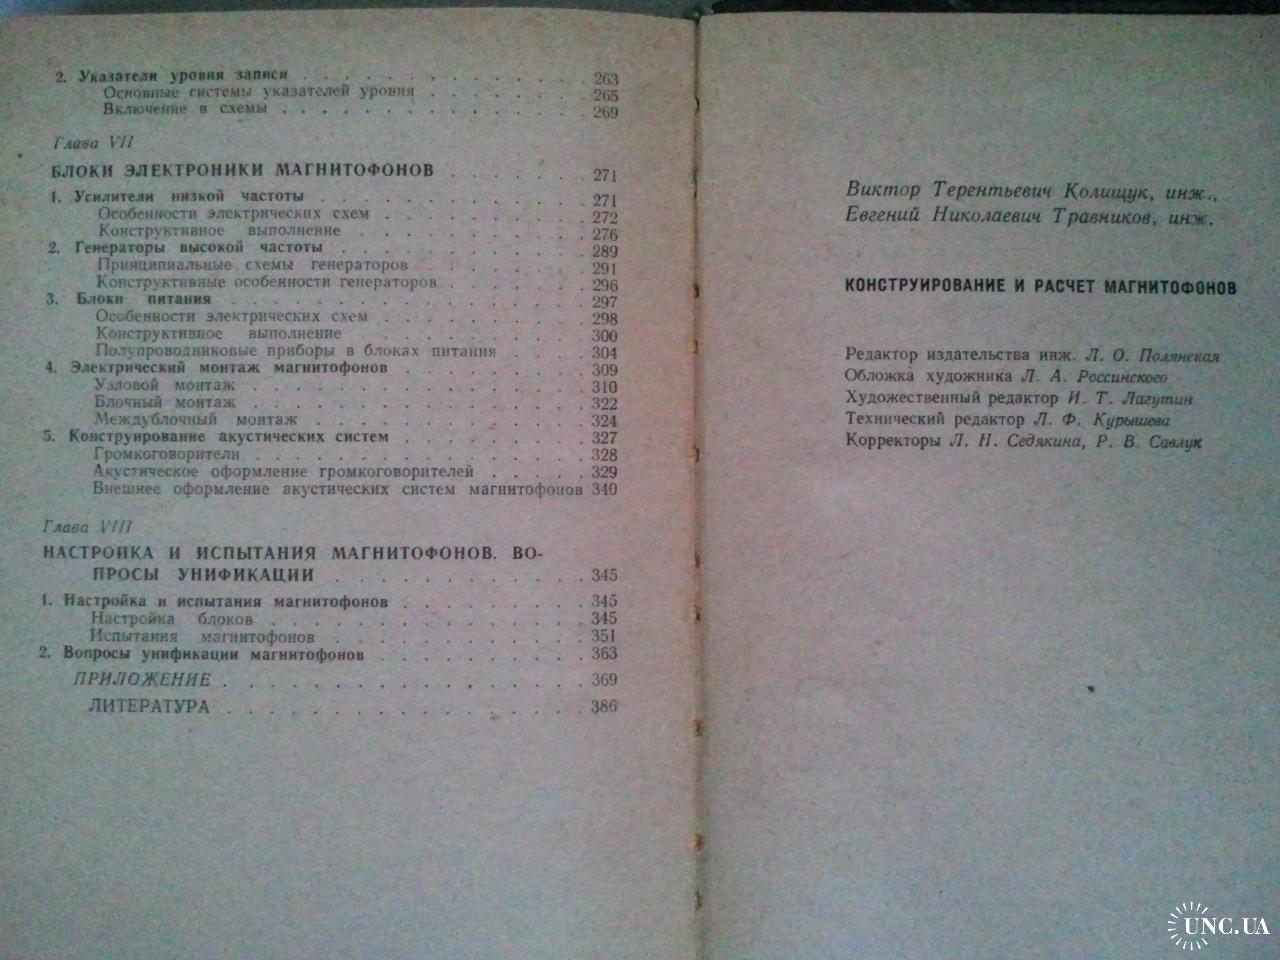 2. Указатели уровня записи . . . . . . . . . . . . . . 263
Основные системы указателей уровня . . . . . . . . 265
Включение в схемы . . . . . . . . . . . . . . 269
Глава VII
БЛОКИ ЭЛЕКТРОНИКИ МАГНИТОФОНОВ . . . . . . 271
1. Усилители низкой частоты . . . . . . . . . . . . 271
Особенности электрических схем . . . . . . . . . 272
Конструктивное выполнение . . . . . . . . . . 276
2. Генераторы высокой частоты . . . . . . . . . . . 289
Принципиальные схемы генераторов . . . . . . . 291
Конструктивные особенности генераторов . . . . . . 296
3. Блоки питания . . . . . . . . . . . . . . . . 297
Особенности электрических схем . . . . . . . . . 298
Конструктивное выполнение . . . . . . . . . . 300
Полупроводниковые приборы в блоках питания . . . . 304
4. Электрический монтаж магнитофонов . . . . . . . . 309
Узловой монтаж . . . . . . . . . . . . . . 310
Блочный монтаж . . . . . . . . . . . . . . 322
Междублочный монтаж . . . . . . . . . . . . 324
5. Конструирование акустических систем . . . . . . . . 327
Громкоговорители . . . . . . . . . . . . . 328
Акустическое оформление громкоговорителей . . . . . 329
Внешнее оформление акустических систем магнитофонов 340
Глава VIII
НАСТРОЙКА И ИСПЫТАНИЯ МАГНИТОФОНОВ. ВО-
ПРОСЫ УНИФИКАЦИИ . . . . . . . . . . . 345
1. Настройка и испытания магнитофонов . . . . . . . . 345
Настройка блоков . . . . . . . . . . . . . 345
Испытания магнитофонов . . . . . . . . . . . 351
2. Вопросы унификации магнитофонов . . . . . . . . . 363
ПРИЛОЖЕНИЕ . . . . . . . . . . . . . . . . 369
ЛИТЕРАТУРА . . . . . . . . . . . . . . . . 386
Виктор Терентьевич Колищук, инж.,
Евгений Николаевич Травников, инж.
КОНСТРУИРОВАНИЕ И РАСЧЕТ МАГНИТОФОНОВ
Редактор издательства инж. Л. О. Полянская
Обложка художника Л. А. Россинского
Художественный редактор И. Т. Лагутин
Технический редактор Л. Ф. Курышева
Корректоры Л. Н. Седякина, Р. В. Савлук
UNC.UA